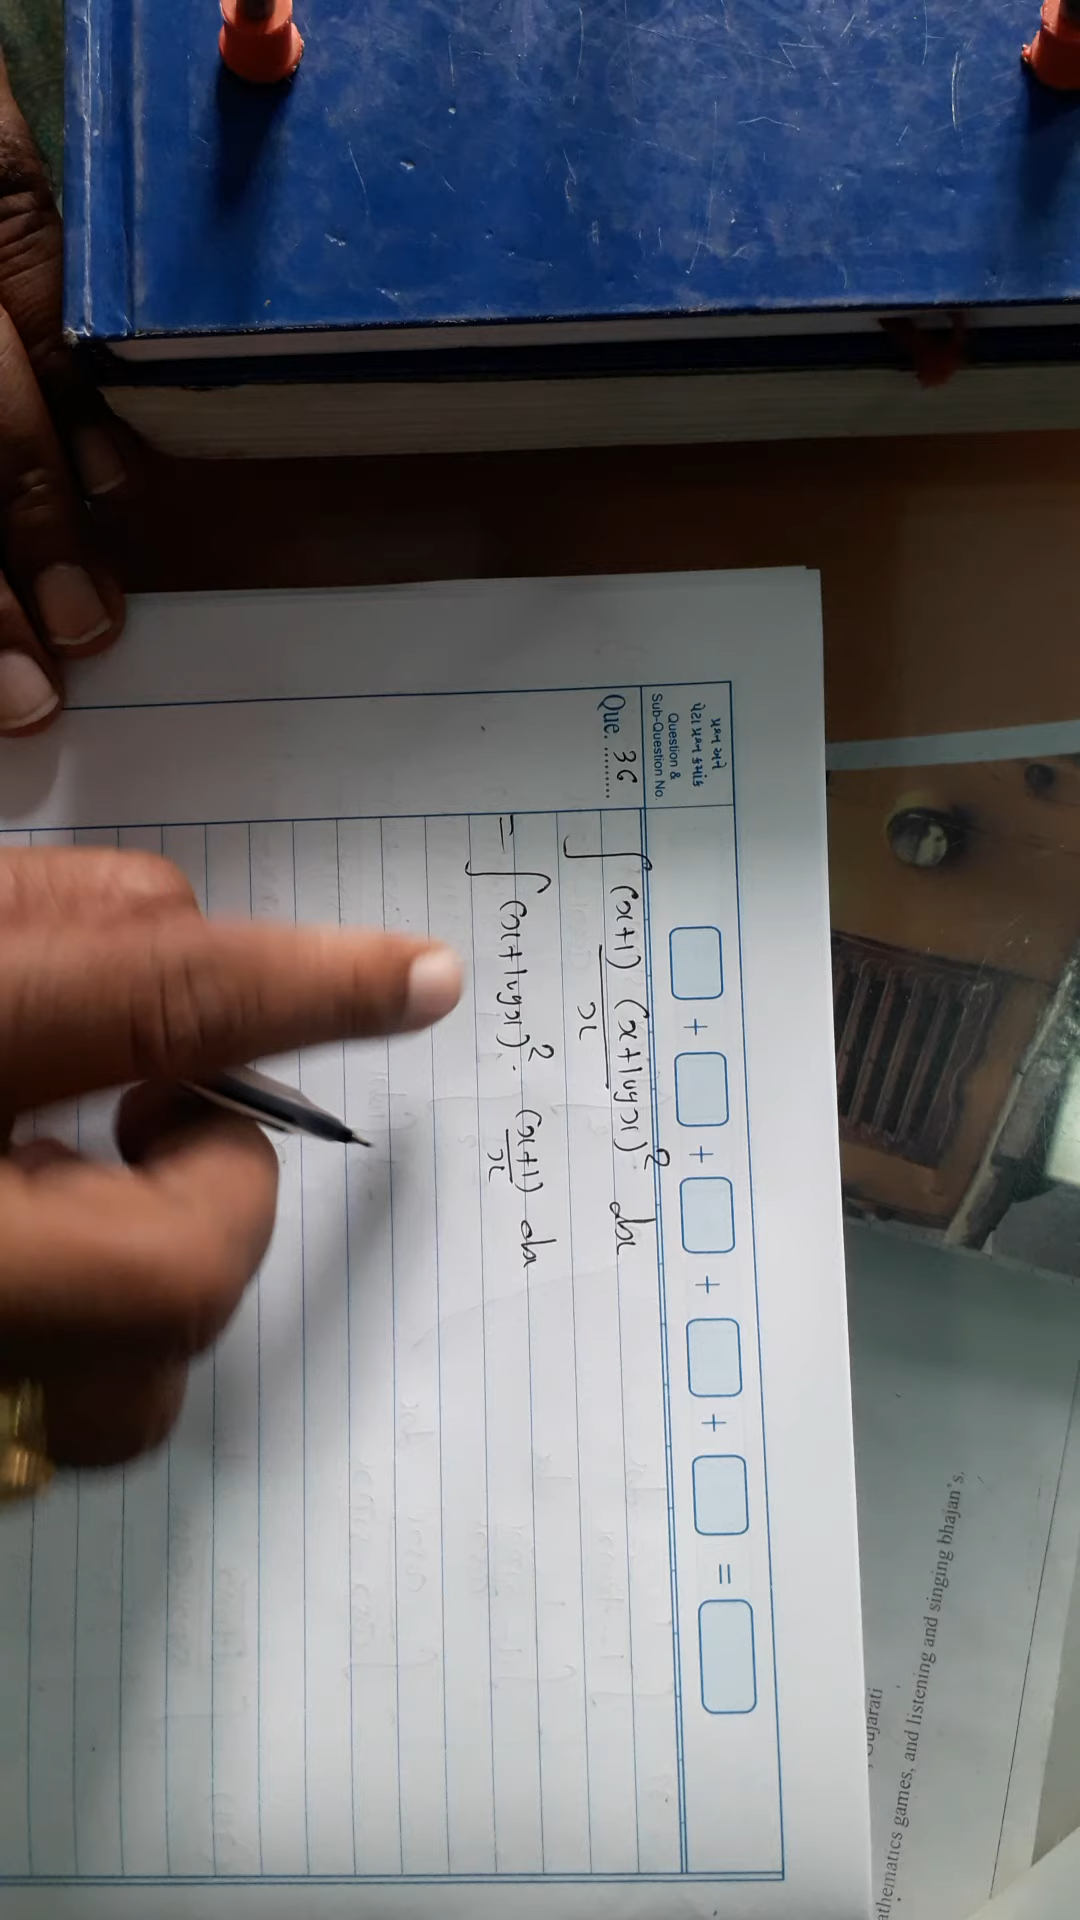 પ્રશ્ન અને
પેટા પ્રશ્ન ક્રમાંક
Question &
Sub-Question No.
+ + + + =
Que. 36
∫ (x+1) (x+logx)² / x dx
= ∫ (x+logx)² . (x+1)/x dx
Gujarati
athematics games, and listening and singing bhajan's.